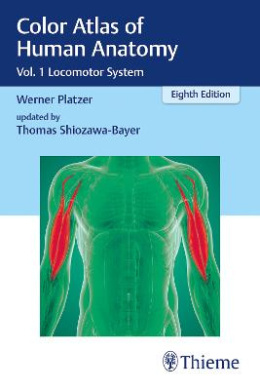 Color Atlas of
Human Anatomy
Vol. 1 Locomotor System
Werner Platzer
Eighth Edition
updated by
Thomas Shiozawa-Bayer
Thieme